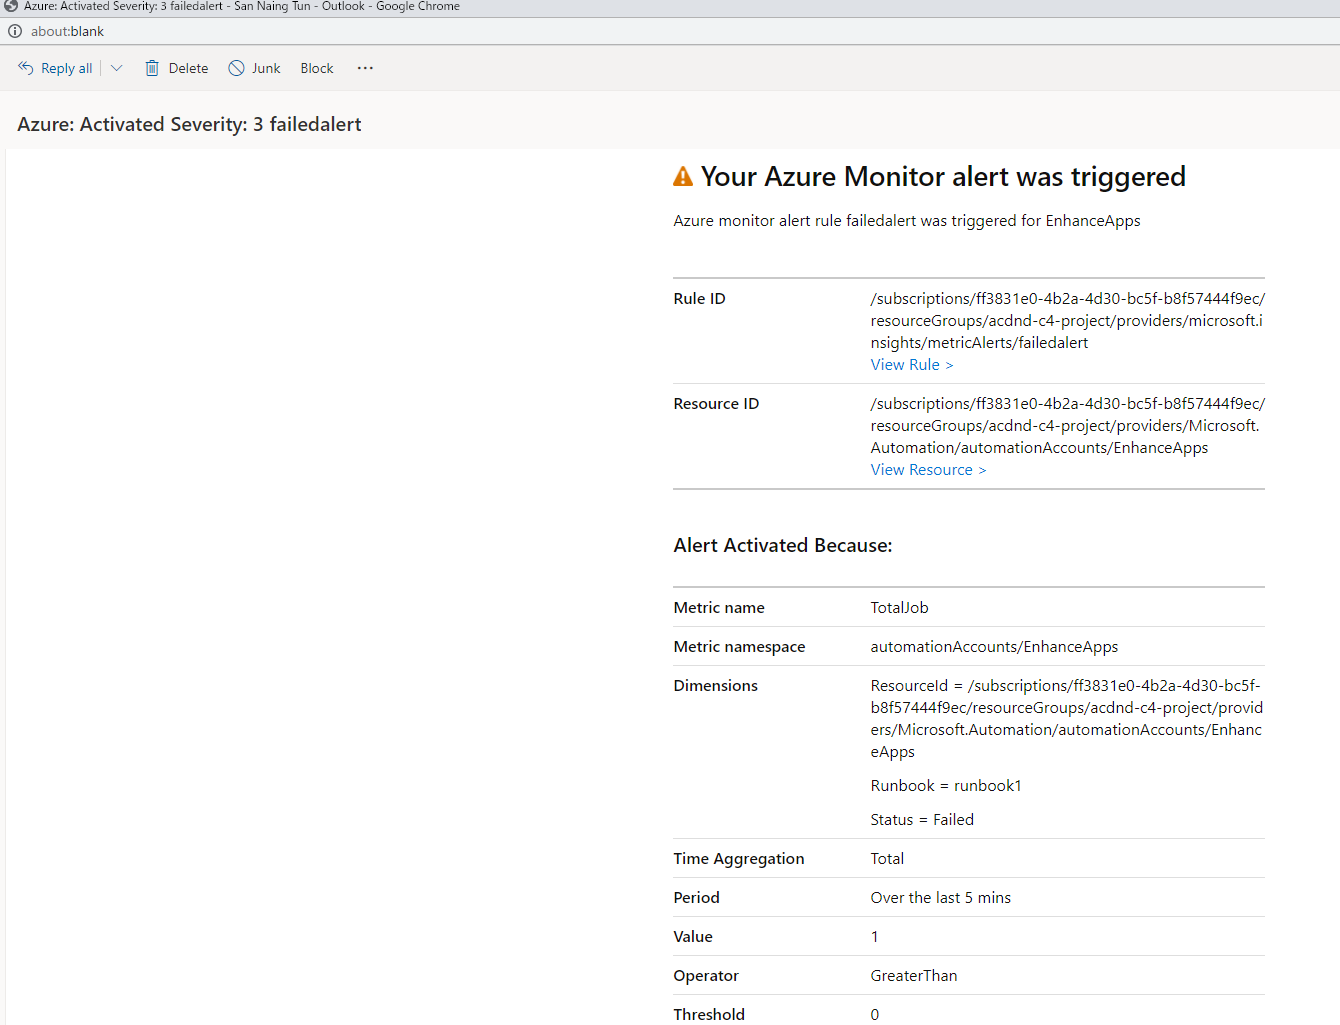 Azure: Activated Severity: 3 failedalert - San Naing Tun - Outlook - Google Chrome
about:blank
Reply all
Delete
Junk
Block
Azure: Activated Severity: 3 failedalert
Your Azure Monitor alert was triggered
Azure monitor alert rule failedalert was triggered for EnhanceApps
Rule ID
/subscriptions/ff3831e0-4b2a-4d30-bc5f-b8f57444f9ec/
resourceGroups/acdnd-c4-project/providers/microsoft.i
nsights/metricAlerts/failedalert
View Rule >
Resource ID
/subscriptions/ff3831e0-4b2a-4d30-bc5f-b8f57444f9ec/
resourceGroups/acdnd-c4-project/providers/Microsoft.
Automation/automationAccounts/EnhanceApps
View Resource >
Alert Activated Because:
Metric name
TotalJob
Metric namespace
automationAccounts/EnhanceApps
Dimensions
ResourceId = /subscriptions/ff3831e0-4b2a-4d30-bc5f-
b8f57444f9ec/resourceGroups/acdnd-c4-project/provid
ers/Microsoft.Automation/automationAccounts/Enhanc
eApps
Runbook = runbook1
Status = Failed
Time Aggregation
Total
Period
Over the last 5 mins
Value
1
Operator
GreaterThan
Threshold
0